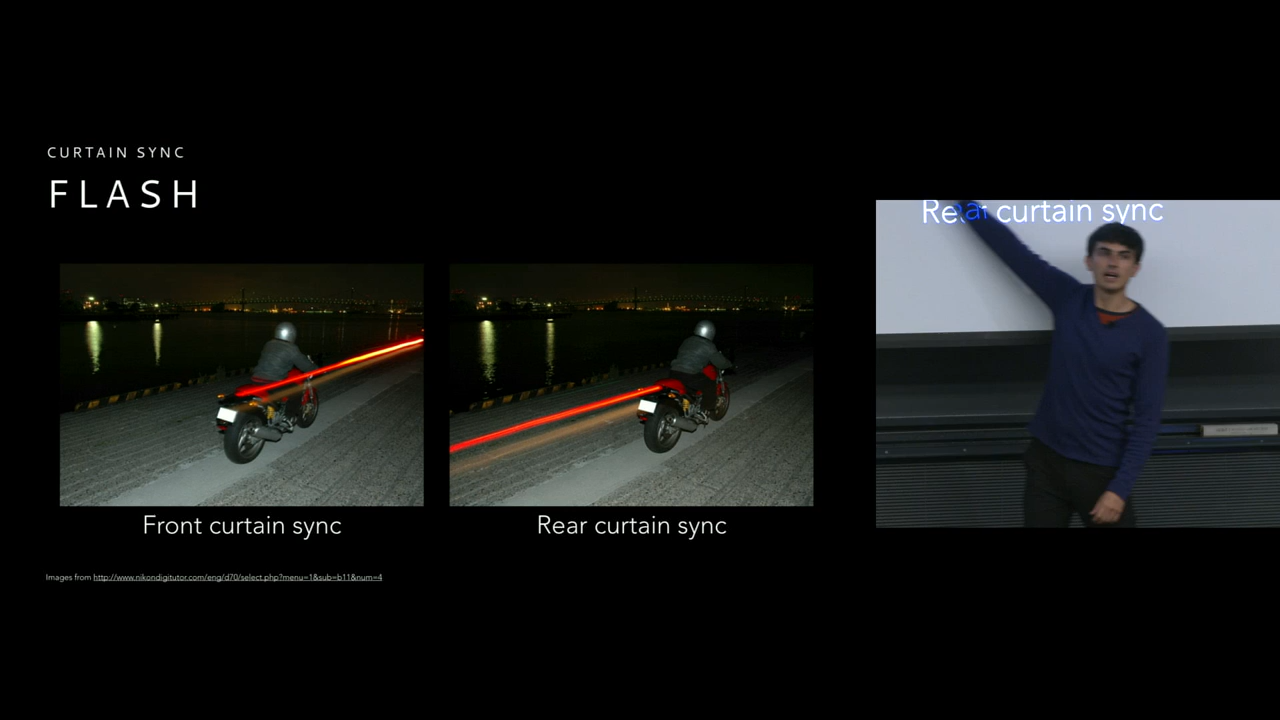 CURTAIN SYNC
FLASH
Front curtain sync
Rear curtain sync
Images from http://www.nikondigitutor.com/eng/d70/select.php?menu=1&sub=b11&num=4
Rear curtain sync